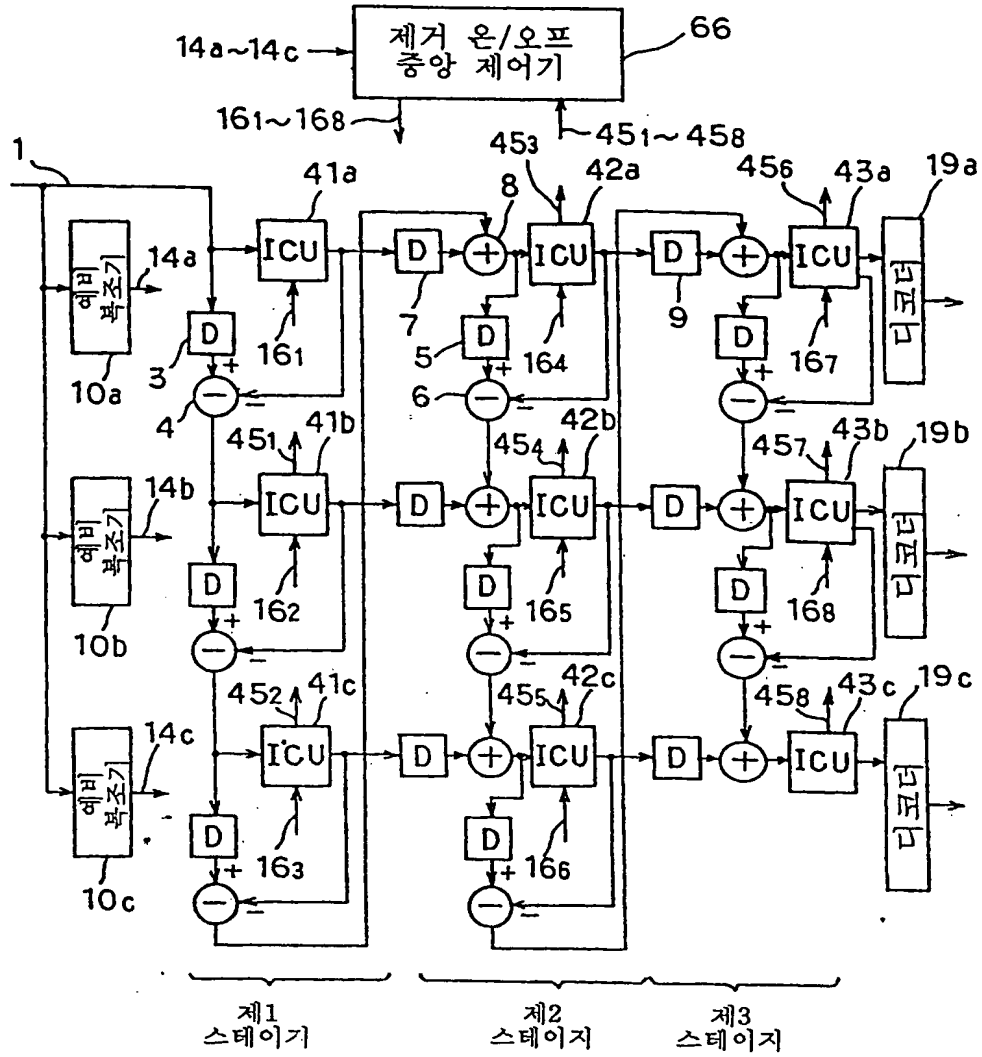 제거 온/오프
중앙 제어기
66
14a~14c
161~168
451~458
1
41a
453
8
42a
456
43a
19a
ICU
D
+
ICU
D
+
ICU
디코더
예비
복조기
14a
7
9
3
D
161
5
D
164
D
167
10a
+
+
+
4
−
−
6
−
−
−
−
451
41b
454
42b
457
43b
19b
14b
ICU
D
+
ICU
D
+
ICU
디코더
예비
복조기
D
162
D
165
D
168
10b
+
+
+
−
−
−
−
−
−
452
41c
455
42c
458
43c
19c
14c
ICU
D
+
ICU
D
+
ICU
디코더
예비
복조기
D
163
D
166
10c
+
+
−
−
−
−
제1
스테이기
제2
스테이지
제3
스테이지